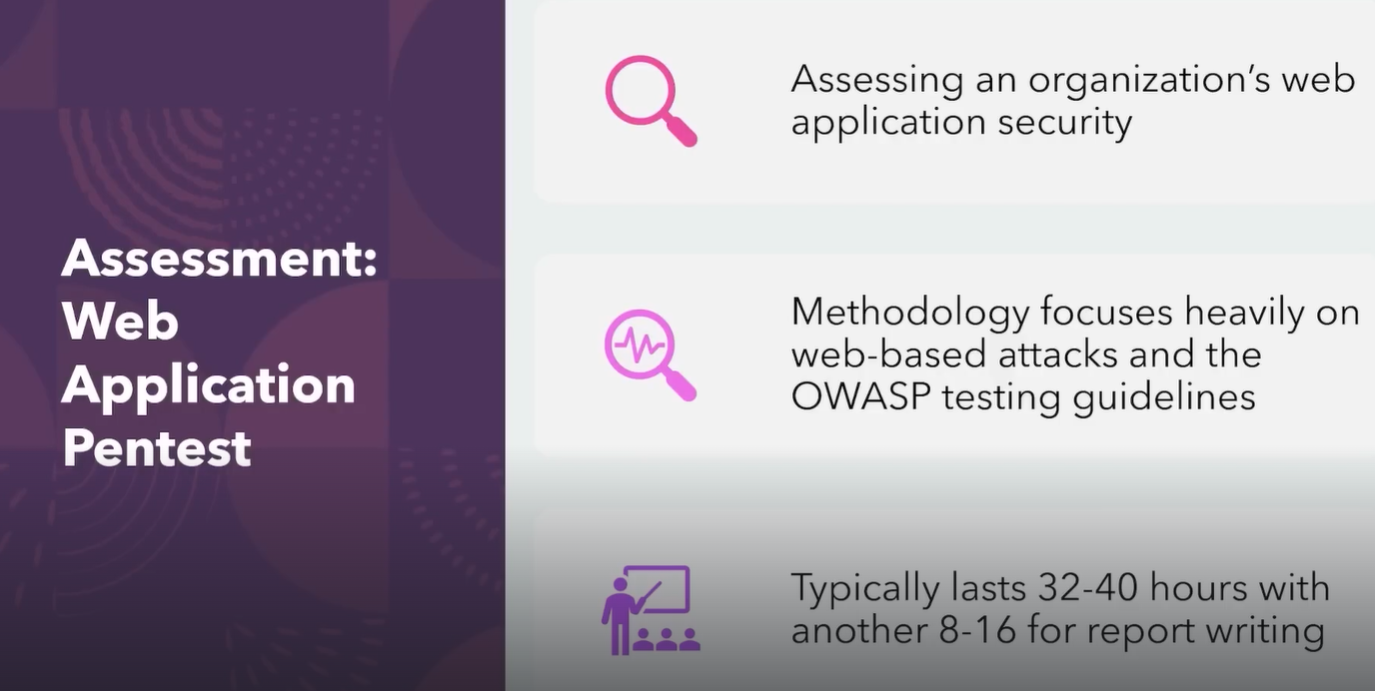 Assessment:
Web
Application
Pentest
Assessing an organization’s web
application security
Methodology focuses heavily on
web-based attacks and the
OWASP testing guidelines
Typically lasts 32-40 hours with
another 8-16 for report writing